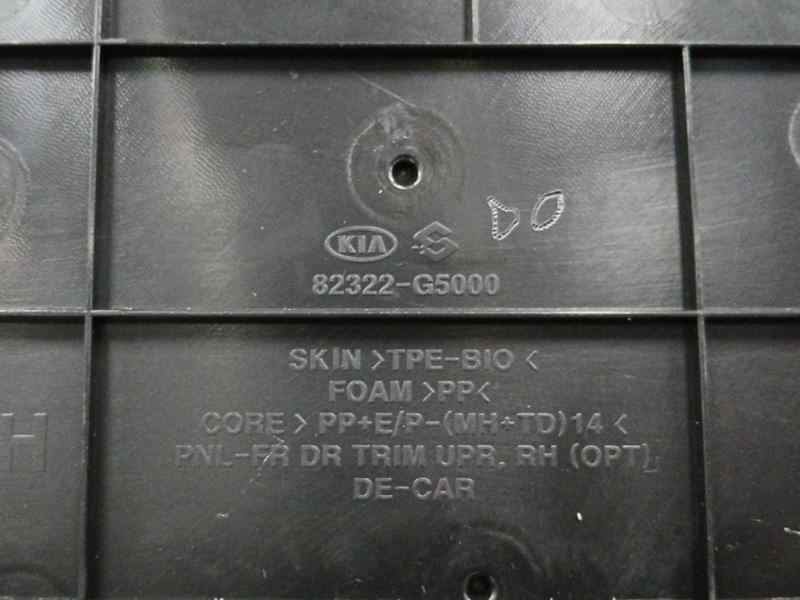 KIA
DO
82322-G5000
SKIN >TPE-BIO<
FOAM >PP<
CORE > PP+E/P-(MH+TD)14 <
PNL-FR DR TRIM UPR. RH (OPT)
DE-CAR
H